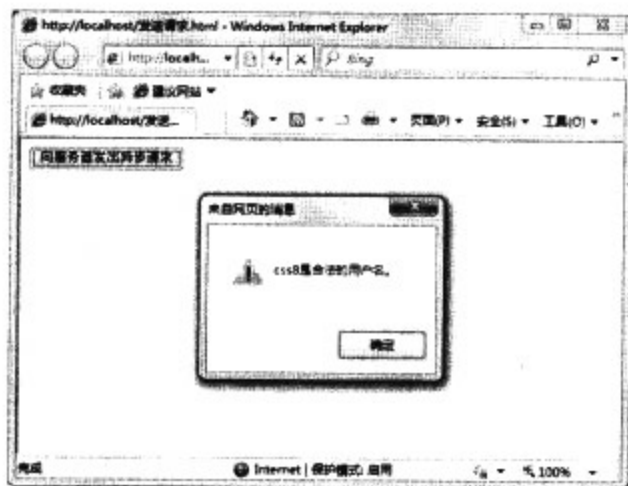 http://localhost/发送请求.html - Windows Internet Explorer
http://localh... Bing
收藏夹 建议网站
http://localhost/发送... 页面(P) 安全(S) 工具(O)
向服务器发出异步请求
来自网页的消息
css8是合法的用户名。
确定
完成 Internet | 保护模式: 启用 100%